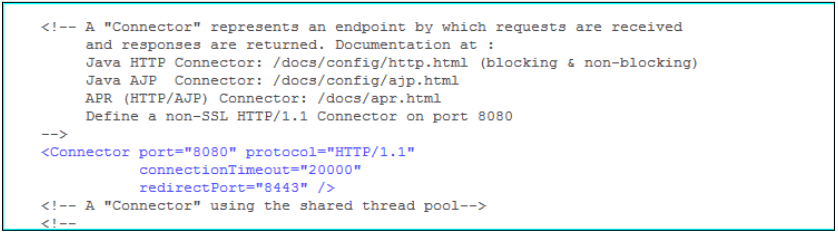 <!-- A "Connector" represents an endpoint by which requests are received
and responses are returned. Documentation at :
Java HTTP Connector: /docs/config/http.html (blocking & non-blocking)
Java AJP  Connector: /docs/config/ajp.html
APR (HTTP/AJP) Connector: /docs/apr.html
Define a non-SSL HTTP/1.1 Connector on port 8080
-->
<Connector port="8080" protocol="HTTP/1.1"
connectionTimeout="20000"
redirectPort="8443" />
<!-- A "Connector" using the shared thread pool-->
<!--